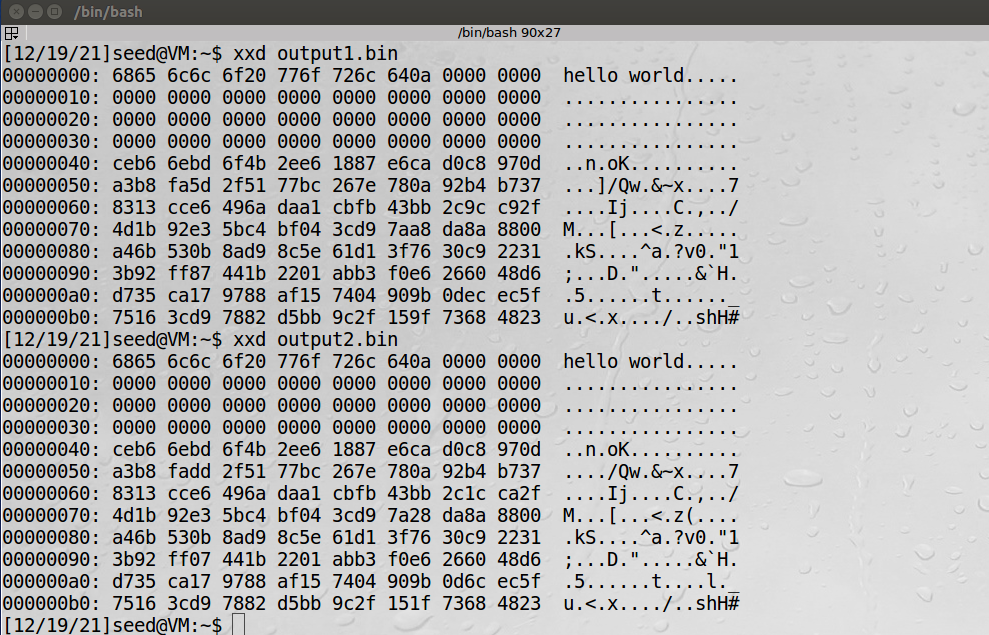 /bin/bash
/bin/bash 90x27
[12/19/21]seed@VM:~$ xxd output1.bin
00000000: 6865 6c6c 6f20 776f 726c 640a 0000 0000  hello world.....
00000010: 0000 0000 0000 0000 0000 0000 0000 0000  ................
00000020: 0000 0000 0000 0000 0000 0000 0000 0000  ................
00000030: 0000 0000 0000 0000 0000 0000 0000 0000  ................
00000040: ceb6 6ebd 6f4b 2ee6 1887 e6ca d0c8 970d  ..n.oK..........
00000050: a3b8 fa5d 2f51 77bc 267e 780a 92b4 b737  ...]/Qw.&~x....7
00000060: 8313 cce6 496a daa1 cbfb 43bb 2c9c c92f  ....Ij....C.,../
00000070: 4d1b 92e3 5bc4 bf04 3cd9 7aa8 da8a 8800  M...[...<.z.....
00000080: a46b 530b 8ad9 8c5e 61d1 3f76 30c9 2231  .kS....^a.?v0."1
00000090: 3b92 ff87 441b 2201 abb3 f0e6 2660 48d6  ;...D.".....&`H.
000000a0: d735 ca17 9788 af15 7404 909b 0dec ec5f  .5......t......_
000000b0: 7516 3cd9 7882 d5bb 9c2f 159f 7368 4823  u.<.x..../..shH#
[12/19/21]seed@VM:~$ xxd output2.bin
00000000: 6865 6c6c 6f20 776f 726c 640a 0000 0000  hello world.....
00000010: 0000 0000 0000 0000 0000 0000 0000 0000  ................
00000020: 0000 0000 0000 0000 0000 0000 0000 0000  ................
00000030: 0000 0000 0000 0000 0000 0000 0000 0000  ................
00000040: ceb6 6ebd 6f4b 2ee6 1887 e6ca d0c8 970d  ..n.oK..........
00000050: a3b8 fadd 2f51 77bc 267e 780a 92b4 b737  ..../Qw.&~x....7
00000060: 8313 cce6 496a daa1 cbfb 43bb 2c1c ca2f  ....Ij....C.,../
00000070: 4d1b 92e3 5bc4 bf04 3cd9 7a28 da8a 8800  M...[...<.z(....
00000080: a46b 530b 8ad9 8c5e 61d1 3f76 30c9 2231  .kS....^a.?v0."1
00000090: 3b92 ff07 441b 2201 abb3 f0e6 2660 48d6  ;...D.".....&`H.
000000a0: d735 ca17 9788 af15 7404 909b 0d6c ec5f  .5......t....l._
000000b0: 7516 3cd9 7882 d5bb 9c2f 151f 7368 4823  u.<.x..../..shH#
[12/19/21]seed@VM:~$